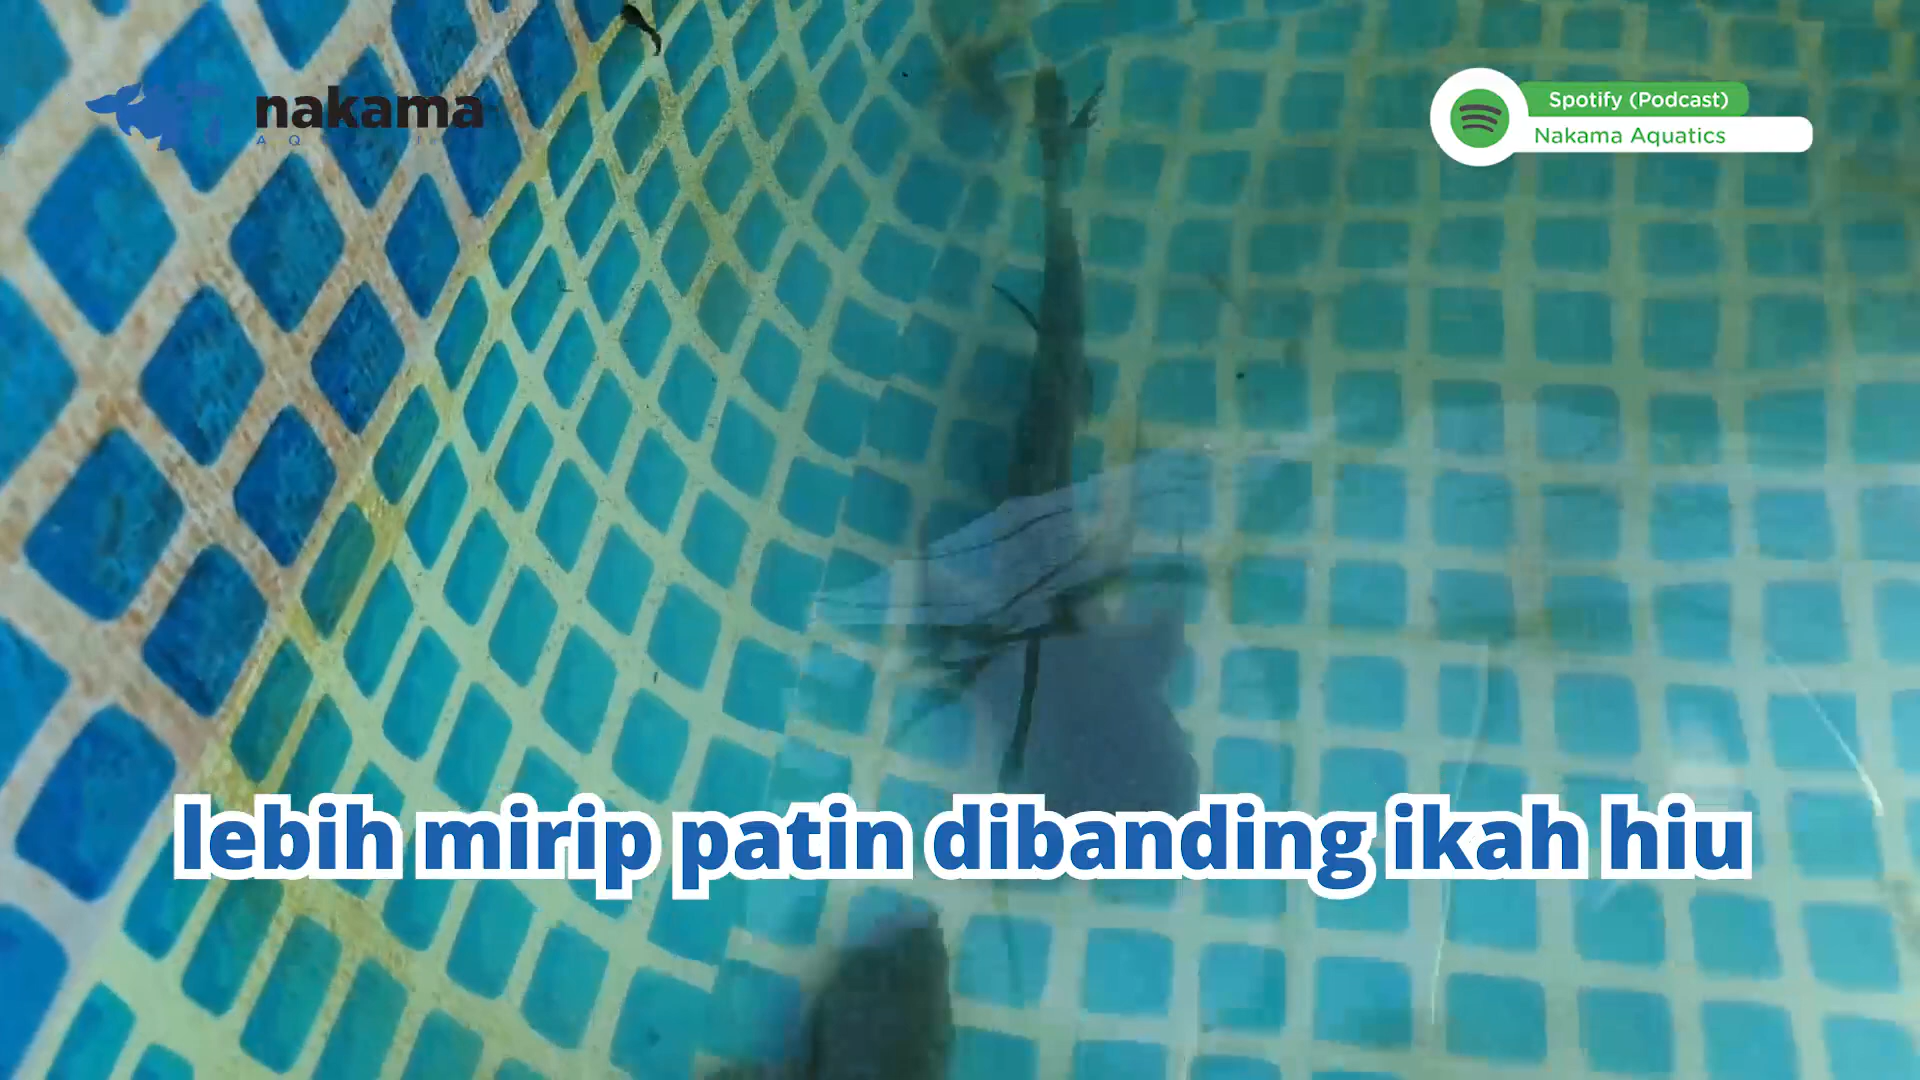 nakama
Spotify (Podcast)
Nakama Aquatics
lebih mirip patin dibanding ikah hiu